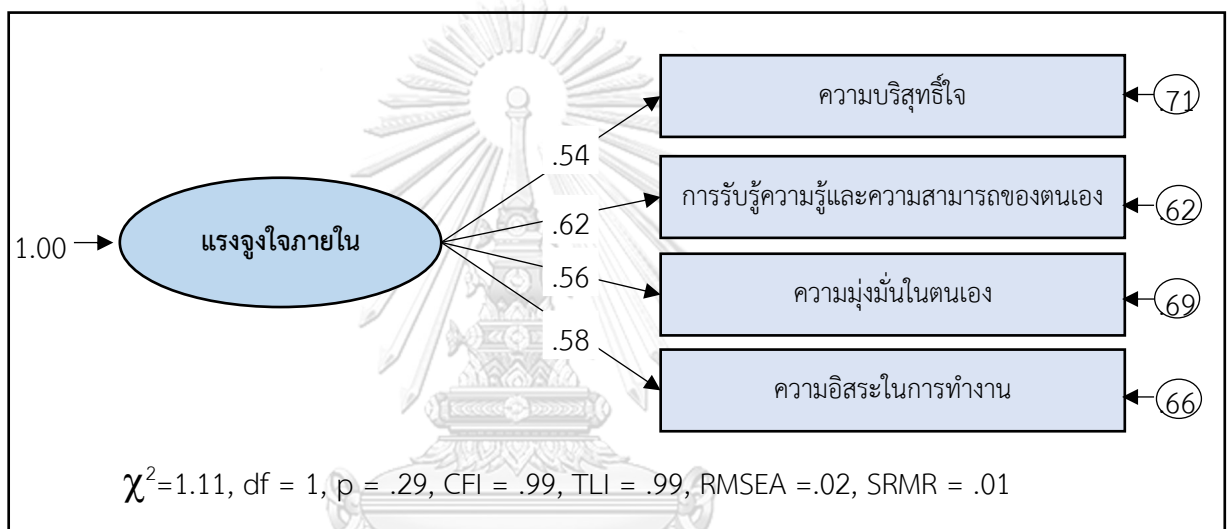 ความบริสุทธิ์ใจ
.71
.54
การรับรู้ความรู้และความสามารถของตนเอง
.62
.62
1.00
แรงจูงใจภายใน
.56
ความมุ่งมั่นในตนเอง
.69
.58
ความอิสระในการทำงาน
.66
χ²=1.11, df = 1, p = .29, CFI = .99, TLI = .99, RMSEA =.02, SRMR = .01